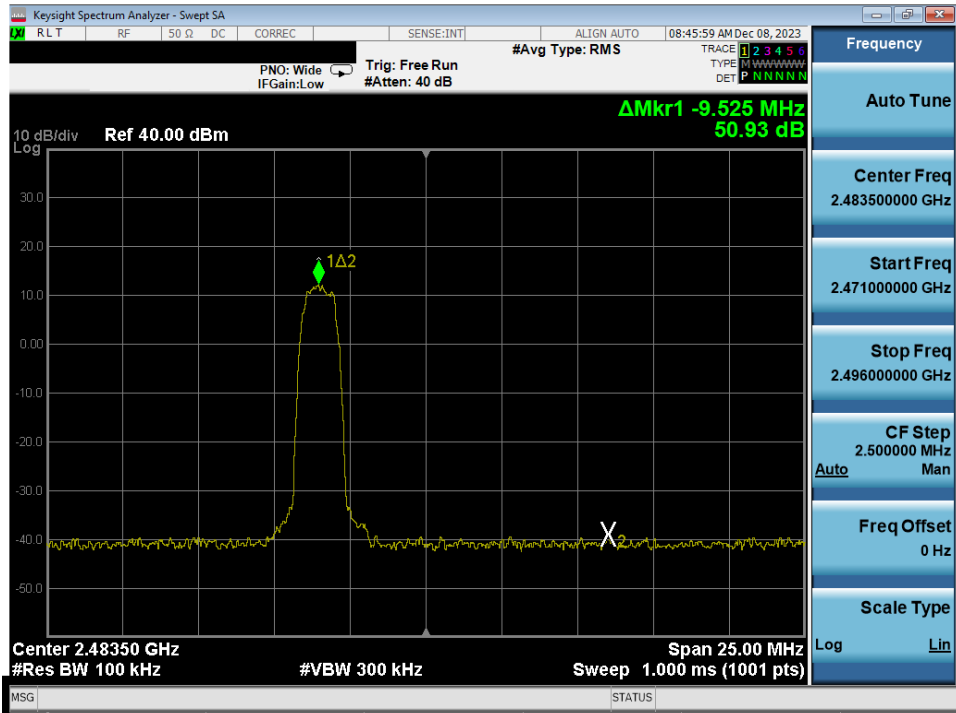 Keysight Spectrum Analyzer - Swept SA
LXI RLT RF 50 Ω DC CORREC SENSE:INT ALIGN AUTO 08:45:59 AM Dec 08, 2023
#Avg Type: RMS TRACE 1 2 3 4 5 6
PNO: Wide Trig: Free Run TYPE M WWWWW
IFGain:Low #Atten: 40 dB DET P N N N N N
ΔMkr1 -9.525 MHz
50.93 dB
10 dB/div Ref 40.00 dBm
Log
30.0
20.0
1Δ2
10.0
0.00
-10.0
-20.0
-30.0
X2
-40.0
-50.0
Center 2.48350 GHz Span 25.00 MHz
#Res BW 100 kHz #VBW 300 kHz Sweep 1.000 ms (1001 pts)
MSG STATUS
Frequency
Auto Tune
Center Freq
2.483500000 GHz
Start Freq
2.471000000 GHz
Stop Freq
2.496000000 GHz
CF Step
2.500000 MHz
Auto Man
Freq Offset
0 Hz
Scale Type
Log Lin